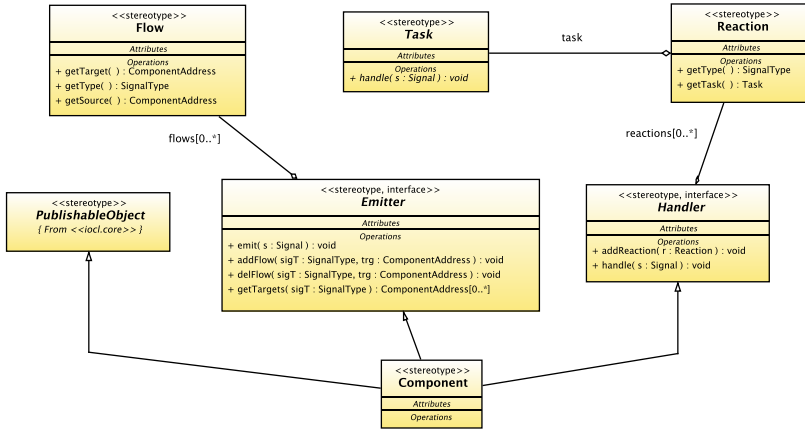 <<stereotype>>
Flow
Attributes
Operations
+ getTarget( ) : ComponentAddress
+ getType( ) : SignalType
+ getSource( ) : ComponentAddress
<<stereotype>>
Task
Attributes
Operations
+ handle( s : Signal ) : void
task
<<stereotype>>
Reaction
Attributes
Operations
+ getType( ) : SignalType
+ getTask( ) : Task
flows[0..*]
reactions[0..*]
<<stereotype>>
PublishableObject
{ From <<iocl.core>> }
<<stereotype, interface>>
Emitter
Attributes
Operations
+ emit( s : Signal ) : void
+ addFlow( sigT : SignalType, trg : ComponentAddress ) : void
+ delFlow( sigT : SignalType, trg : ComponentAddress ) : void
+ getTargets( sigT : SignalType ) : ComponentAddress[0..*]
<<stereotype, interface>>
Handler
Attributes
Operations
+ addReaction( r : Reaction ) : void
+ handle( s : Signal ) : void
<<stereotype>>
Component
Attributes
Operations